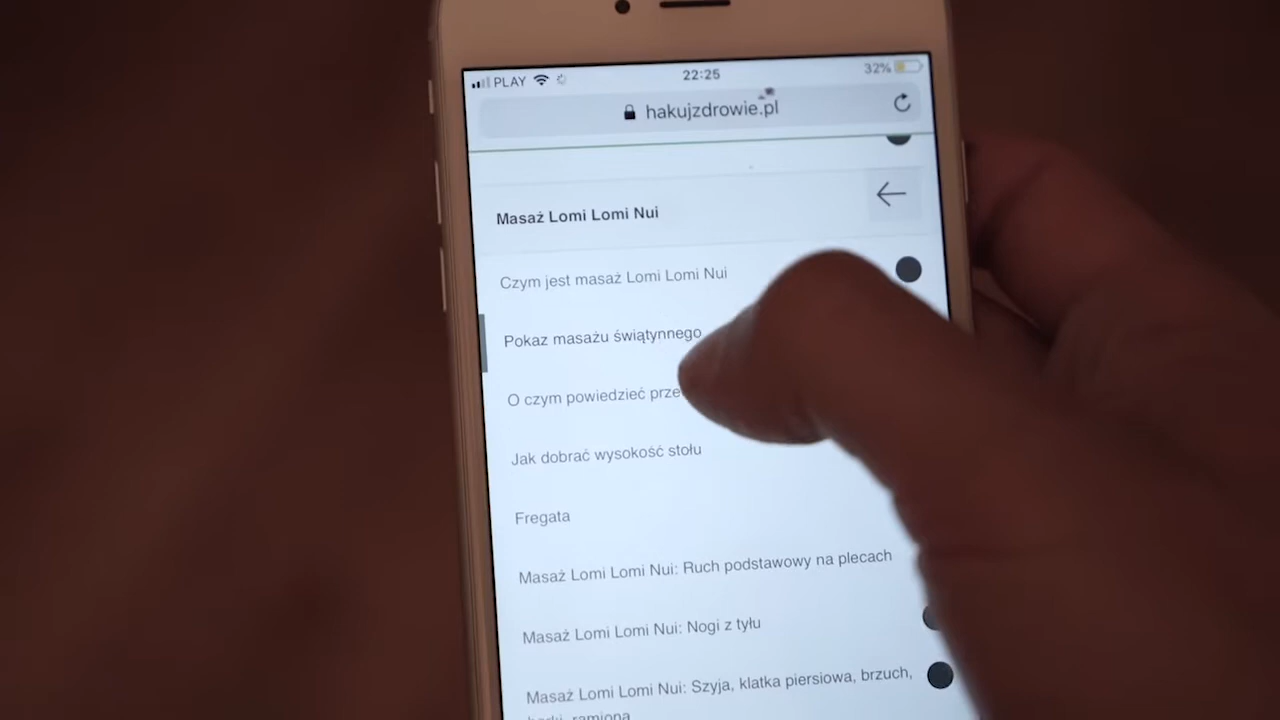 PLAY
22:25
32%
hakujzdrowie.pl
Masaż Lomi Lomi Nui
Czym jest masaż Lomi Lomi Nui
Pokaz masażu świątynnego
O czym powiedzieć
Jak dobrać wysokość stołu
Fregata
Masaż Lomi Lomi Nui: Ruch podstawowy na plecach
Masaż Lomi Lomi Nui: Nogi z tyłu
Masaż Lomi Lomi Nui: Szyja, klatka piersiowa, brzuch,